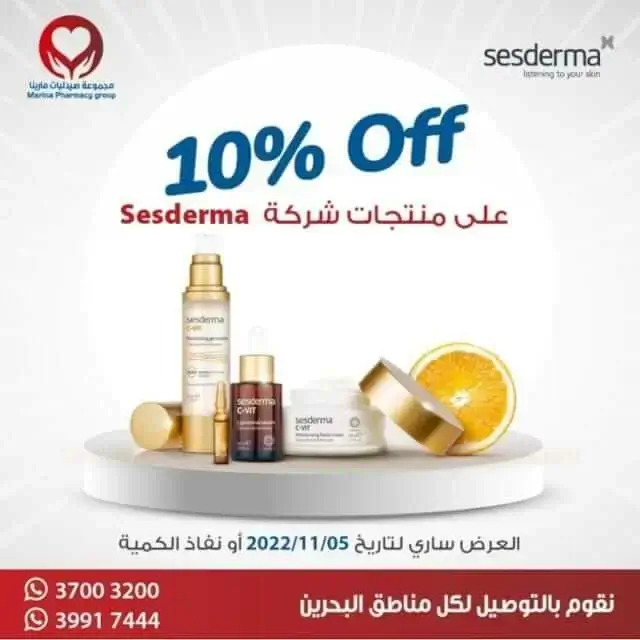 مجموعة صيدليات مارينا
Marina Pharmacy group
sesderma
listening to your skin
10% Off
على منتجات شركة Sesderma
sesderma
C-VIT
sesderma
C-VIT
sesderma
C-VIT
العرض ساري لتاريخ 2022/11/05 أو نفاذ الكمية
3700 3200
3991 7444
نقوم بالتوصيل لكل مناطق البحرين